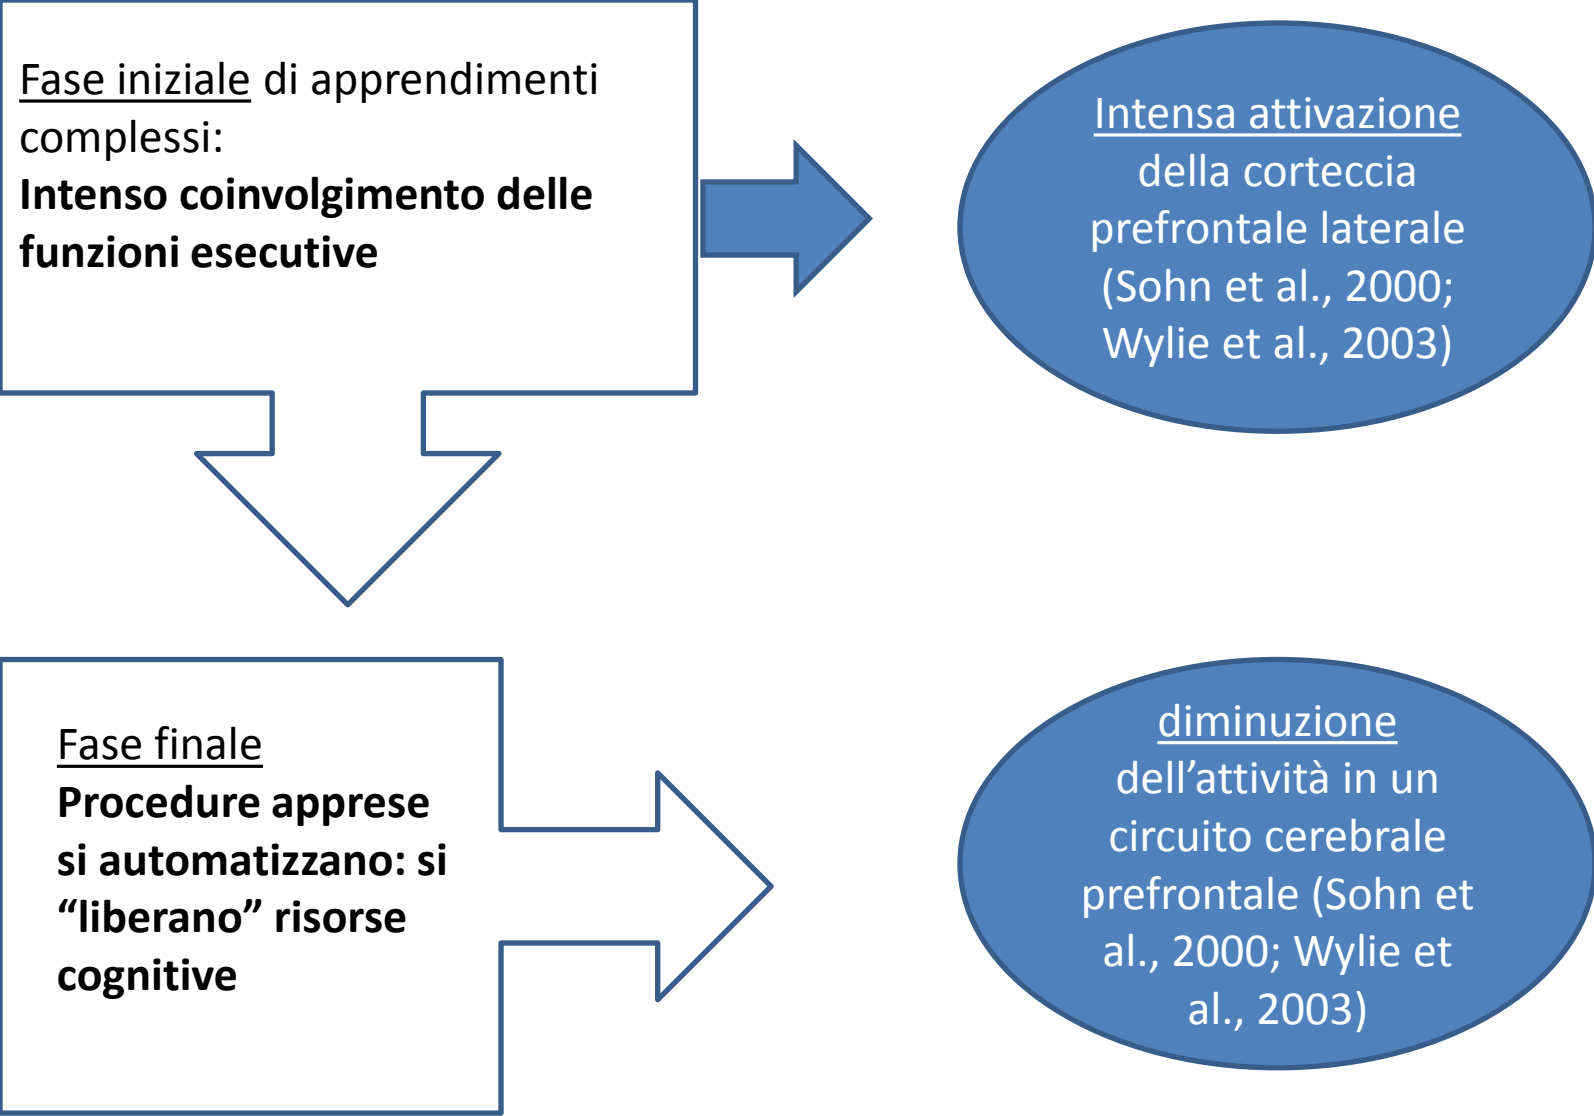 Fase iniziale di apprendimenti
complessi:
Intenso coinvolgimento delle
funzioni esecutive
Intensa attivazione
della corteccia
prefrontale laterale
(Sohn et al., 2000;
Wylie et al., 2003)
Fase finale
Procedure apprese
si automatizzano: si
“liberano” risorse
cognitive
diminuzione
dell’attività in un
circuito cerebrale
prefrontale (Sohn et
al., 2000; Wylie et
al., 2003)